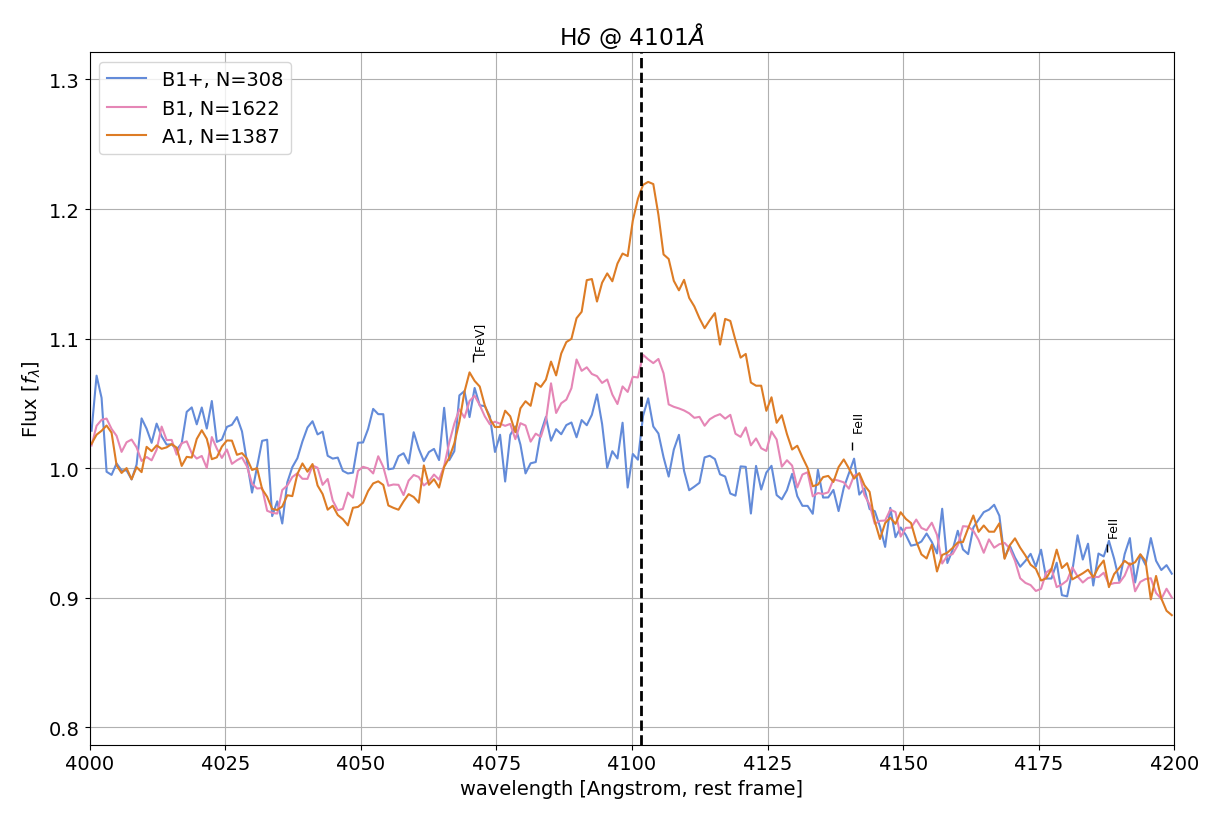 Hδ @ 4101Å
B1+, N=308
B1, N=1622
A1, N=1387
1.3
1.2
1.1
1.0
0.9
0.8
Flux [fλ]
[FeV]
FeII
FeII
4000 4025 4050 4075 4100 4125 4150 4175 4200
wavelength [Angstrom, rest frame]